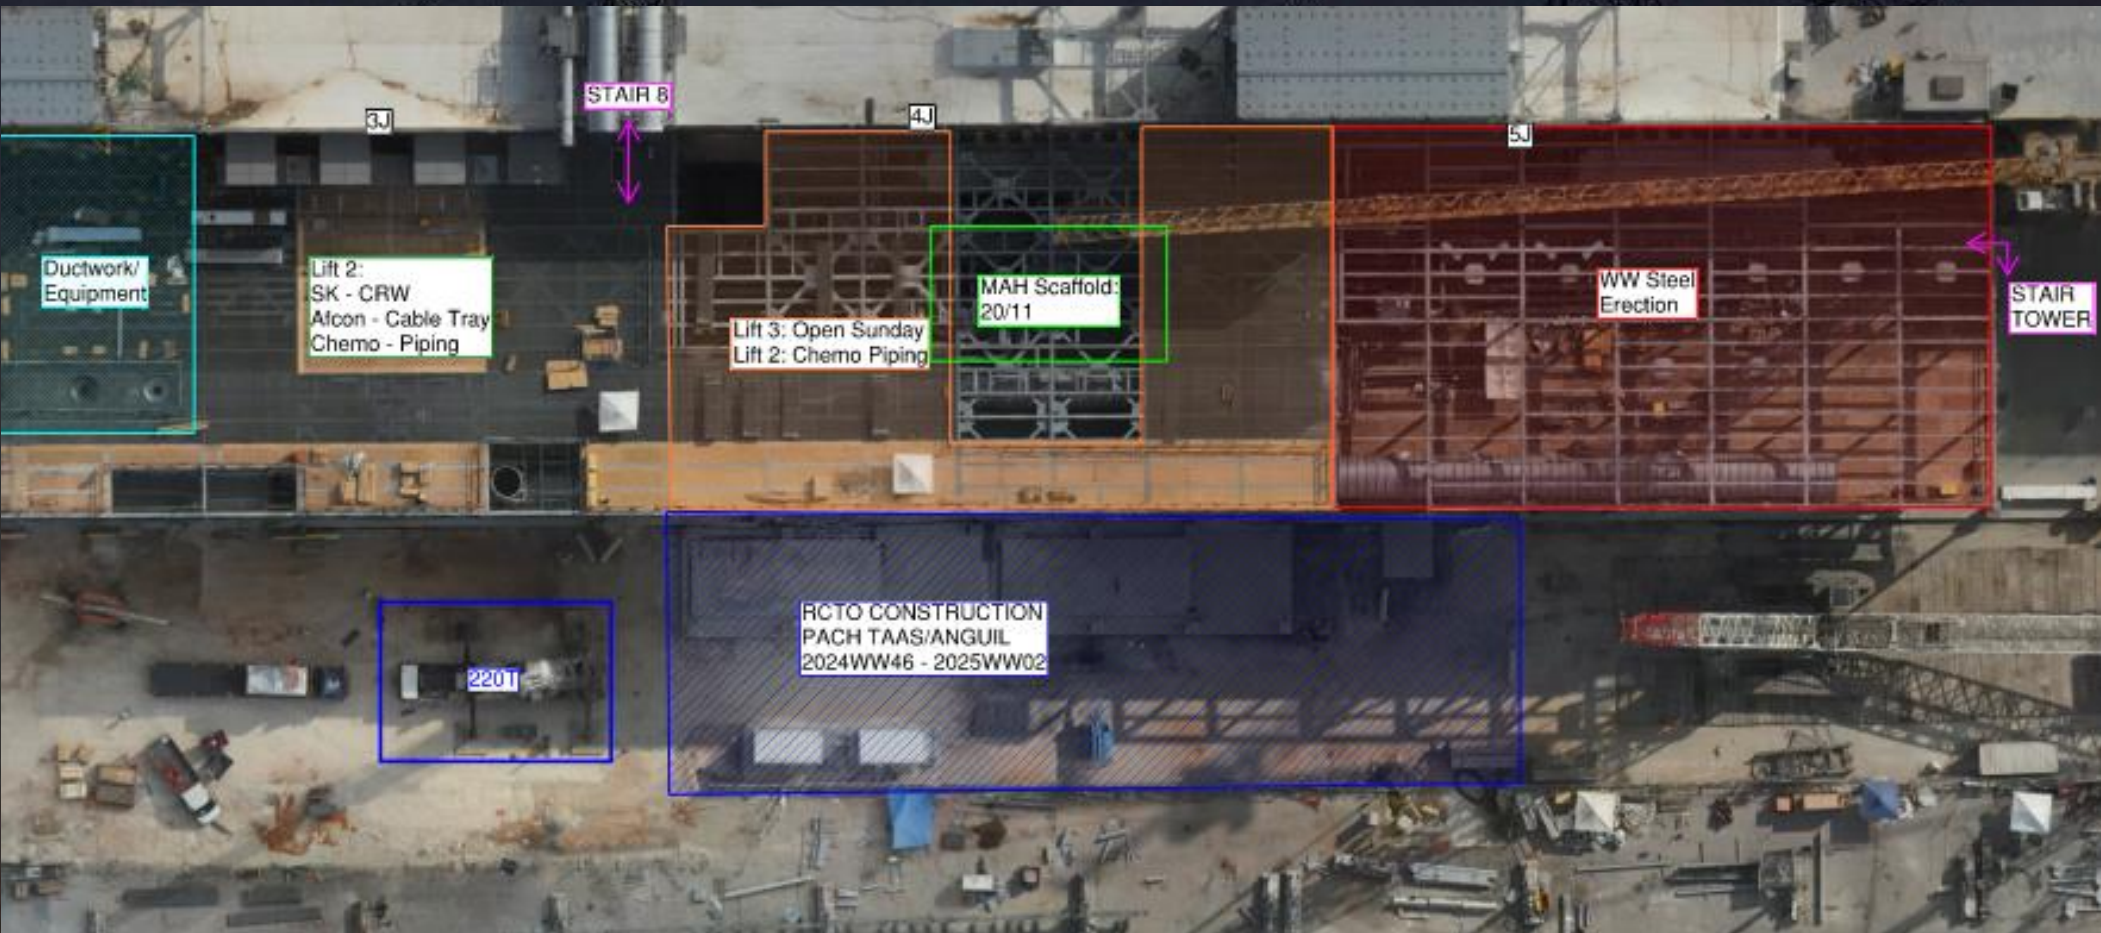 STAIR 8
3J
4J
5J
Ductwork/
Equipment
Lift 2:
SK - CRW
Afcon - Cable Tray
Chemo - Piping
Lift 3: Open Sunday
Lift 2: Chemo Piping
MAH Scaffold:
20/11
WW Steel
Erection
STAIR
TOWER
RCTO CONSTRUCTION
PACH TAAS/ANGUIL
2024WW46 - 2025WW02
220T